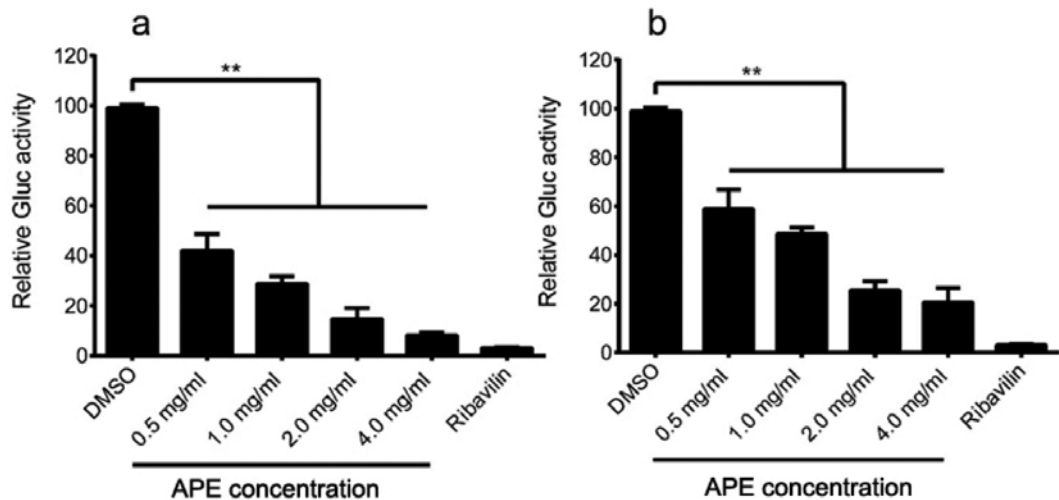 a
Relative Gluc activity
120
100
80
60
40
20
0
**
DMSO
0.5 mg/ml
1.0 mg/ml
2.0 mg/ml
4.0 mg/ml
Ribavilin
APE concentration
b
Relative Gluc activity
120
100
80
60
40
20
0
**
DMSO
0.5 mg/ml
1.0 mg/ml
2.0 mg/ml
4.0 mg/ml
Ribavilin
APE concentration